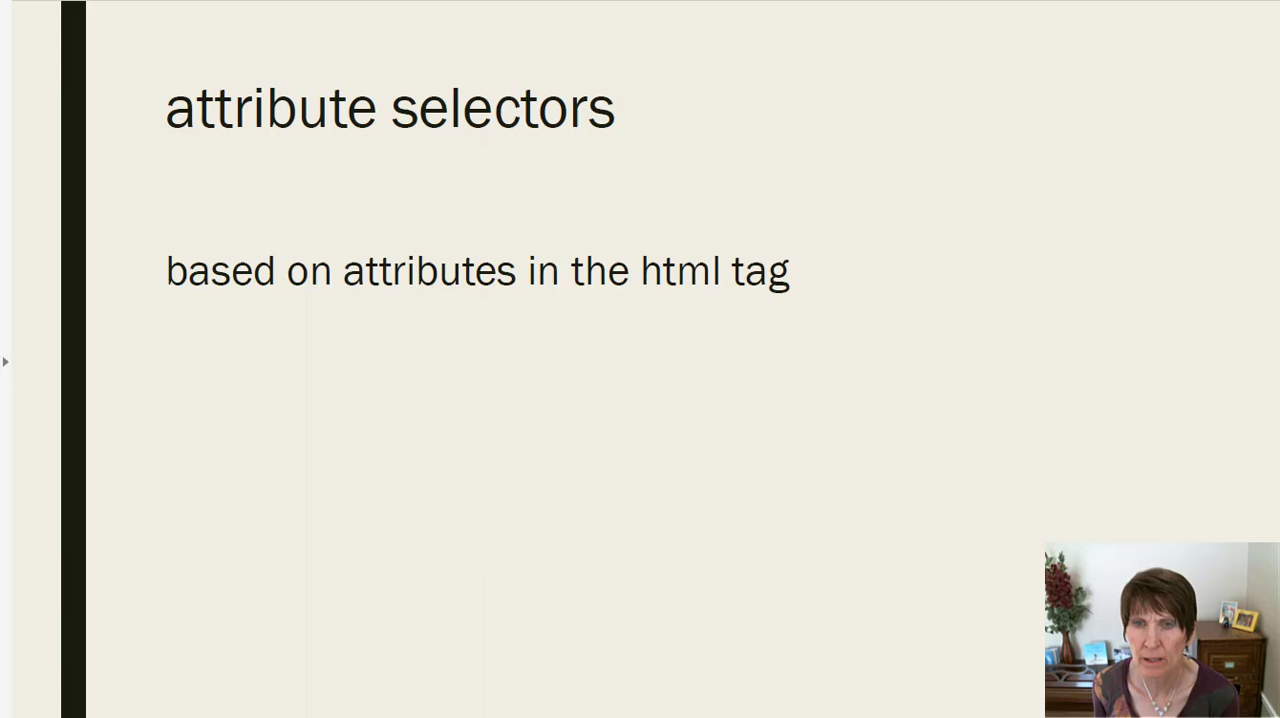 attribute selectors
based on attributes in the html tag